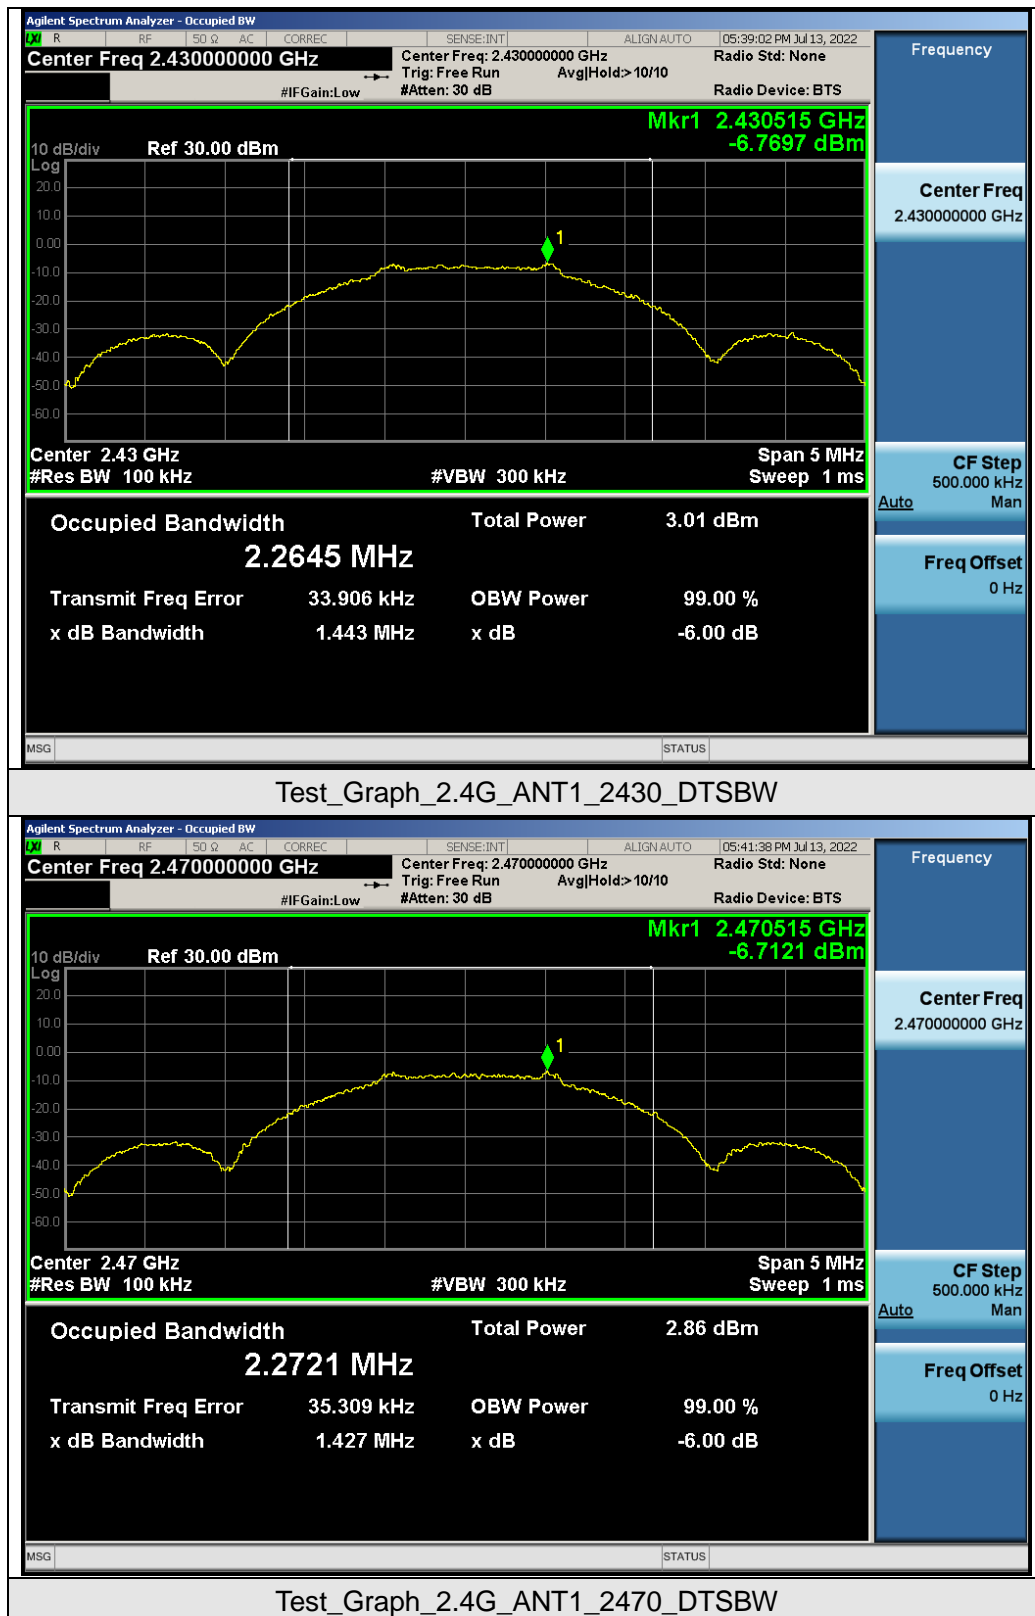 Agilent Spectrum Analyzer - Occupied BW
LXI R RF 50 Ω AC CORREC SENSE:INT ALIGN AUTO 05:39:02 PM Jul 13, 2022
Center Freq 2.430000000 GHz Center Freq: 2.430000000 GHz Radio Std: None
Trig: Free Run Avg|Hold:> 10/10
#IFGain:Low #Atten: 30 dB Radio Device: BTS
Frequency
Mkr1 2.430515 GHz
-6.7697 dBm
10 dB/div Ref 30.00 dBm
Log
20.0
10.0
0.00
-10.0
-20.0
-30.0
-40.0
-50.0
-60.0
1
Center 2.43 GHz Span 5 MHz
#Res BW 100 kHz #VBW 300 kHz Sweep 1 ms
Center Freq
2.430000000 GHz
CF Step
500.000 kHz
Auto Man
Freq Offset
0 Hz
Occupied Bandwidth Total Power 3.01 dBm
2.2645 MHz
Transmit Freq Error 33.906 kHz OBW Power 99.00 %
x dB Bandwidth 1.443 MHz x dB -6.00 dB
MSG STATUS
Test_Graph_2.4G_ANT1_2430_DTSBW
Agilent Spectrum Analyzer - Occupied BW
LXI R RF 50 Ω AC CORREC SENSE:INT ALIGN AUTO 05:41:38 PM Jul 13, 2022
Center Freq 2.470000000 GHz Center Freq: 2.470000000 GHz Radio Std: None
Trig: Free Run Avg|Hold:> 10/10
#IFGain:Low #Atten: 30 dB Radio Device: BTS
Frequency
Mkr1 2.470515 GHz
-6.7121 dBm
10 dB/div Ref 30.00 dBm
Log
20.0
10.0
0.00
-10.0
-20.0
-30.0
-40.0
-50.0
-60.0
1
Center 2.47 GHz Span 5 MHz
#Res BW 100 kHz #VBW 300 kHz Sweep 1 ms
Center Freq
2.470000000 GHz
CF Step
500.000 kHz
Auto Man
Freq Offset
0 Hz
Occupied Bandwidth Total Power 2.86 dBm
2.2721 MHz
Transmit Freq Error 35.309 kHz OBW Power 99.00 %
x dB Bandwidth 1.427 MHz x dB -6.00 dB
MSG STATUS
Test_Graph_2.4G_ANT1_2470_DTSBW